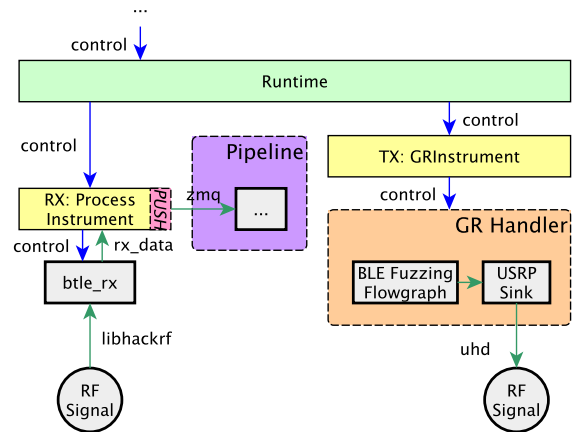 ...
control
Runtime
control
control
TX: GRInstrument
Pipeline
RX: Process
Instrument
PUSH
zmq
...
control
GR Handler
control
rx_data
btle_rx
BLE Fuzzing
Flowgraph
USRP
Sink
libhackrf
uhd
RF
Signal
RF
Signal